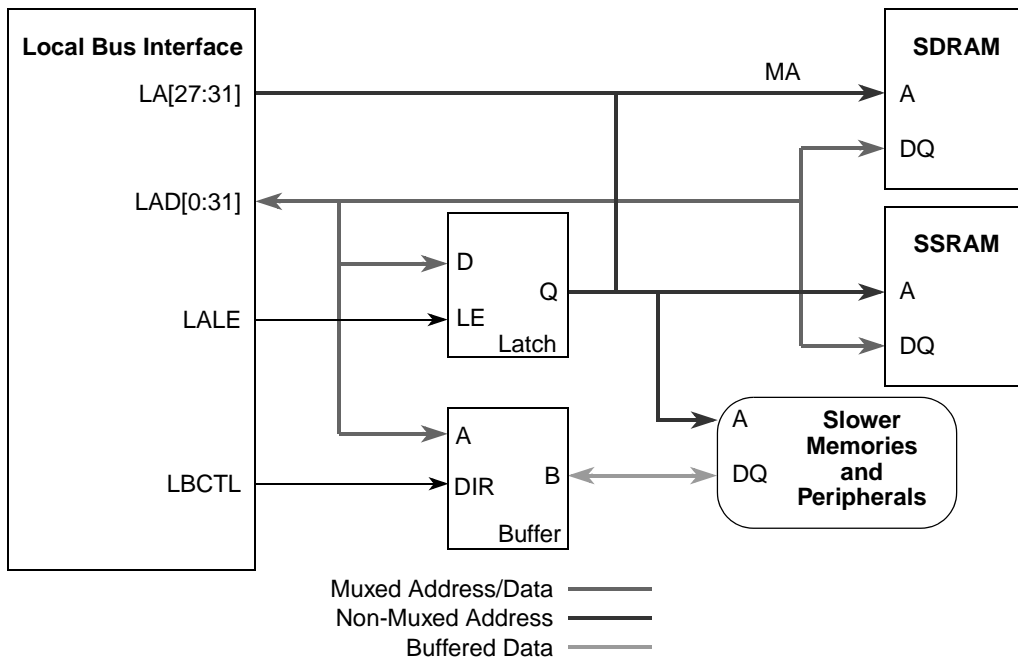 Local Bus Interface
LA[27:31]
LAD[0:31]
LALE
LBCTL
MA
SDRAM
A
DQ
SSRAM
A
DQ
D
Q
LE
Latch
A
B
DIR
Buffer
A
DQ
Slower
Memories
and
Peripherals
Muxed Address/Data
Non-Muxed Address
Buffered Data